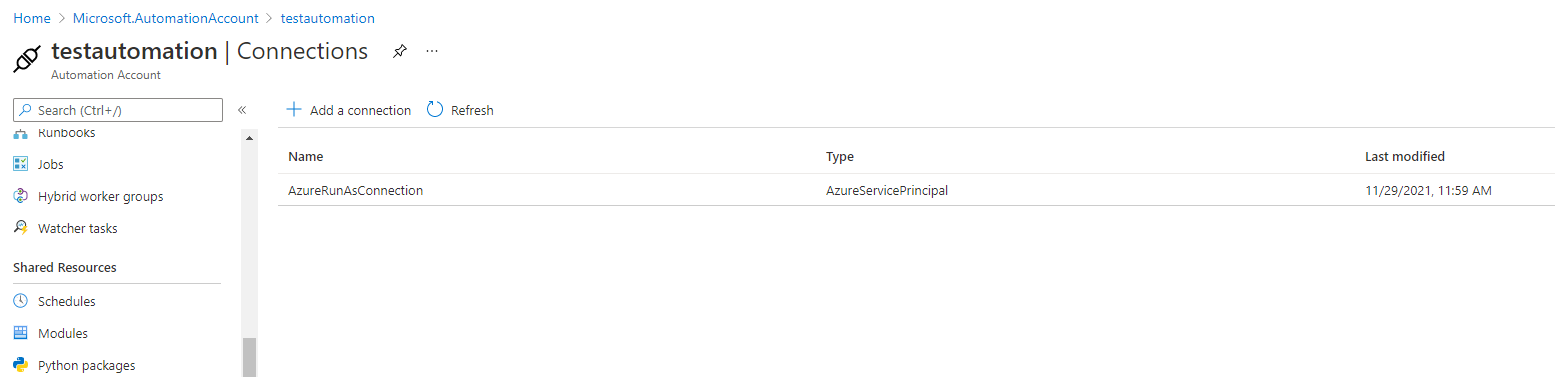 Home > Microsoft.AutomationAccount > testautomation
testautomation | Connections ...
Automation Account
Search (Ctrl+/) «
Add a connection Refresh
Runbooks
Jobs
Hybrid worker groups
Watcher tasks
Shared Resources
Schedules
Modules
Python packages
Name Type Last modified
AzureRunAsConnection AzureServicePrincipal 11/29/2021, 11:59 AM